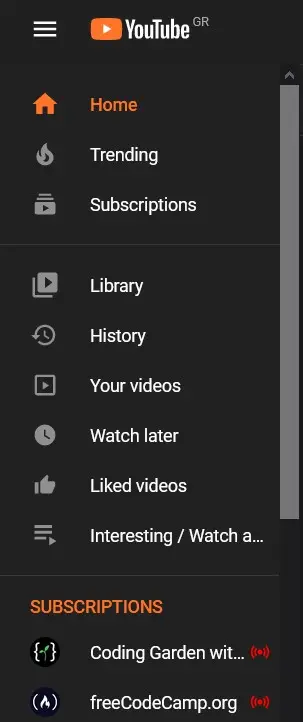 YouTube GR
Home
Trending
Subscriptions
Library
History
Your videos
Watch later
Liked videos
Interesting / Watch a...
SUBSCRIPTIONS
Coding Garden wit...
freeCodeCamp.org